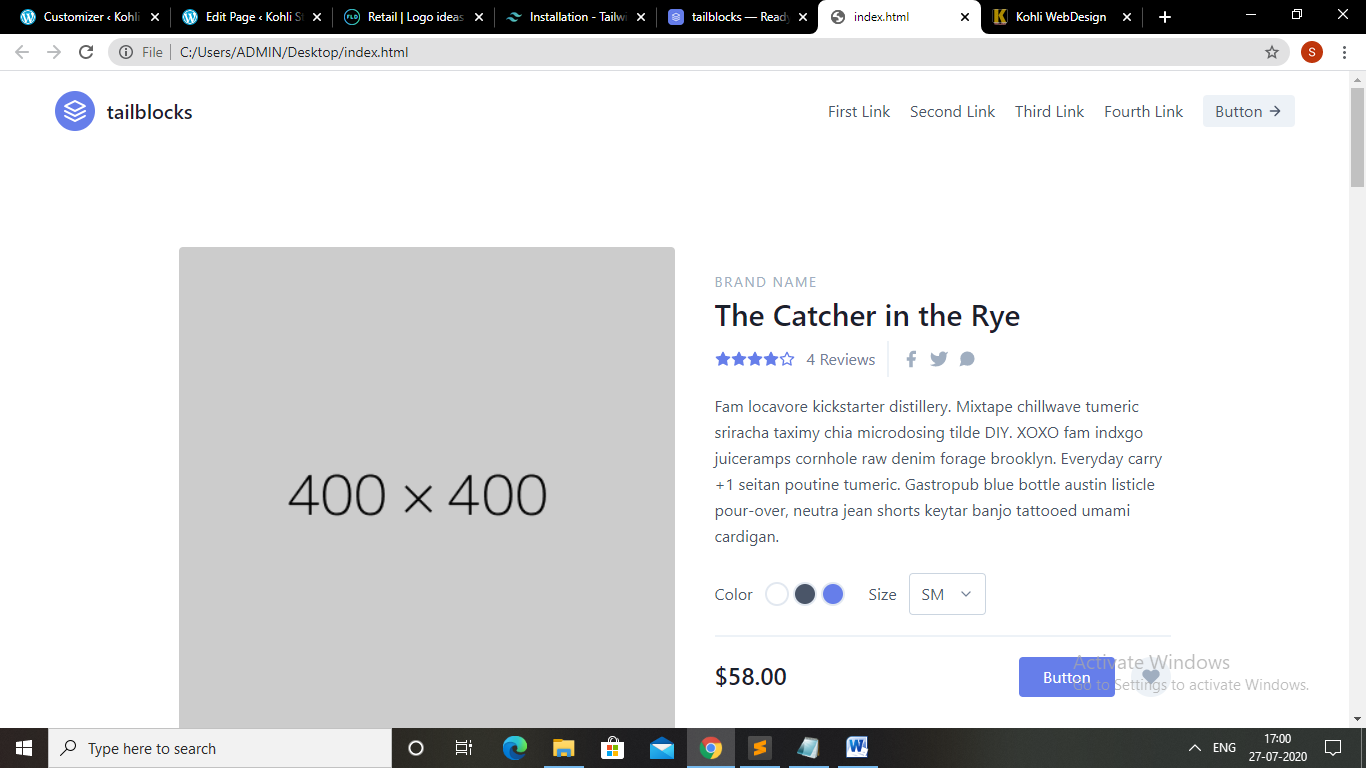 Customizer ‹ Kohli
Edit Page ‹ Kohli S
FLD
Retail | Logo ideas
Installation - Tailwi
tailblocks — Ready
index.html
K
Kohli WebDesign
File
C:/Users/ADMIN/Desktop/index.html
S
tailblocks
First Link
Second Link
Third Link
Fourth Link
Button →
400 × 400
BRAND NAME
The Catcher in the Rye
4 Reviews
Fam locavore kickstarter distillery. Mixtape chillwave tumeric
sriracha taximy chia microdosing tilde DIY. XOXO fam indxgo
juiceramps cornhole raw denim forage brooklyn. Everyday carry
+1 seitan poutine tumeric. Gastropub blue bottle austin listicle
pour-over, neutra jean shorts keytar banjo tattooed umami
cardigan.
Color
Size
SM
$58.00
Button
Activate Windows
Go to Settings to activate Windows.
Type here to search
ENG
17:00
27-07-2020